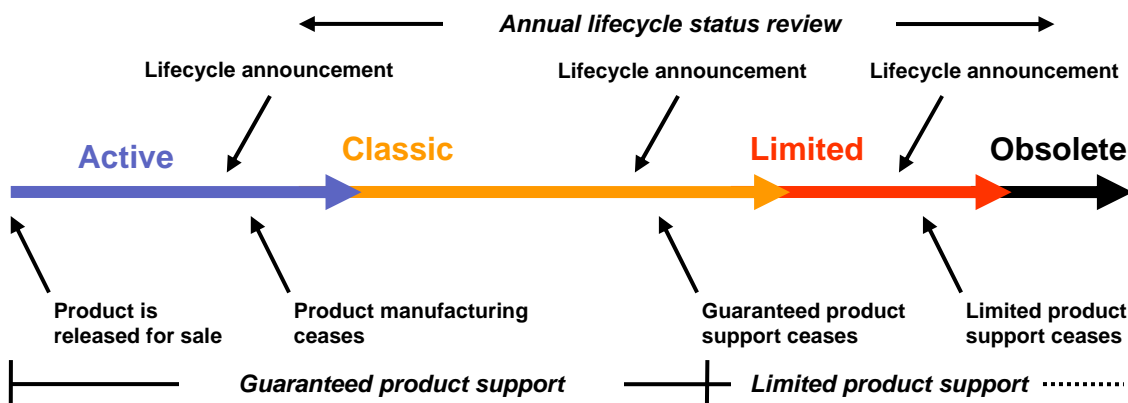 Annual lifecycle status review
Lifecycle announcement
Lifecycle announcement
Lifecycle announcement
Active
Classic
Limited
Obsolete
Product is
released for sale
Product manufacturing
ceases
Guaranteed product
support ceases
Limited product
support ceases
Guaranteed product support
Limited product support